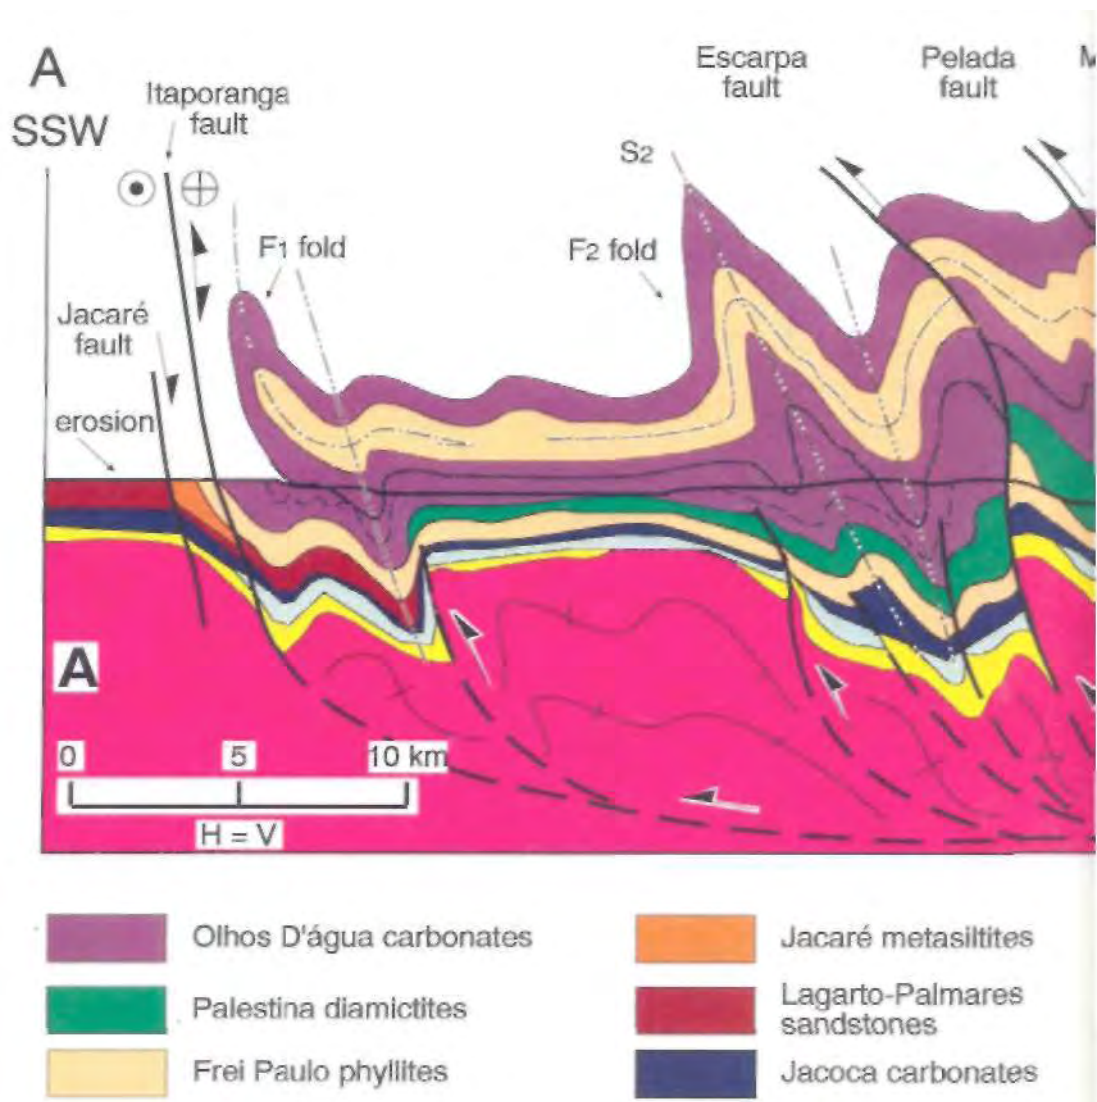 A
SSW
Itaporanga
fault
Escarpa
fault
Pelada
fault
M
S2
F1 fold
F2 fold
Jacaré
fault
erosion
A
0 5 10 km
H = V
Olhos D'água carbonates
Palestina diamictites
Frei Paulo phyllites
Jacaré metasiltites
Lagarto-Palmares
sandstones
Jacoca carbonates